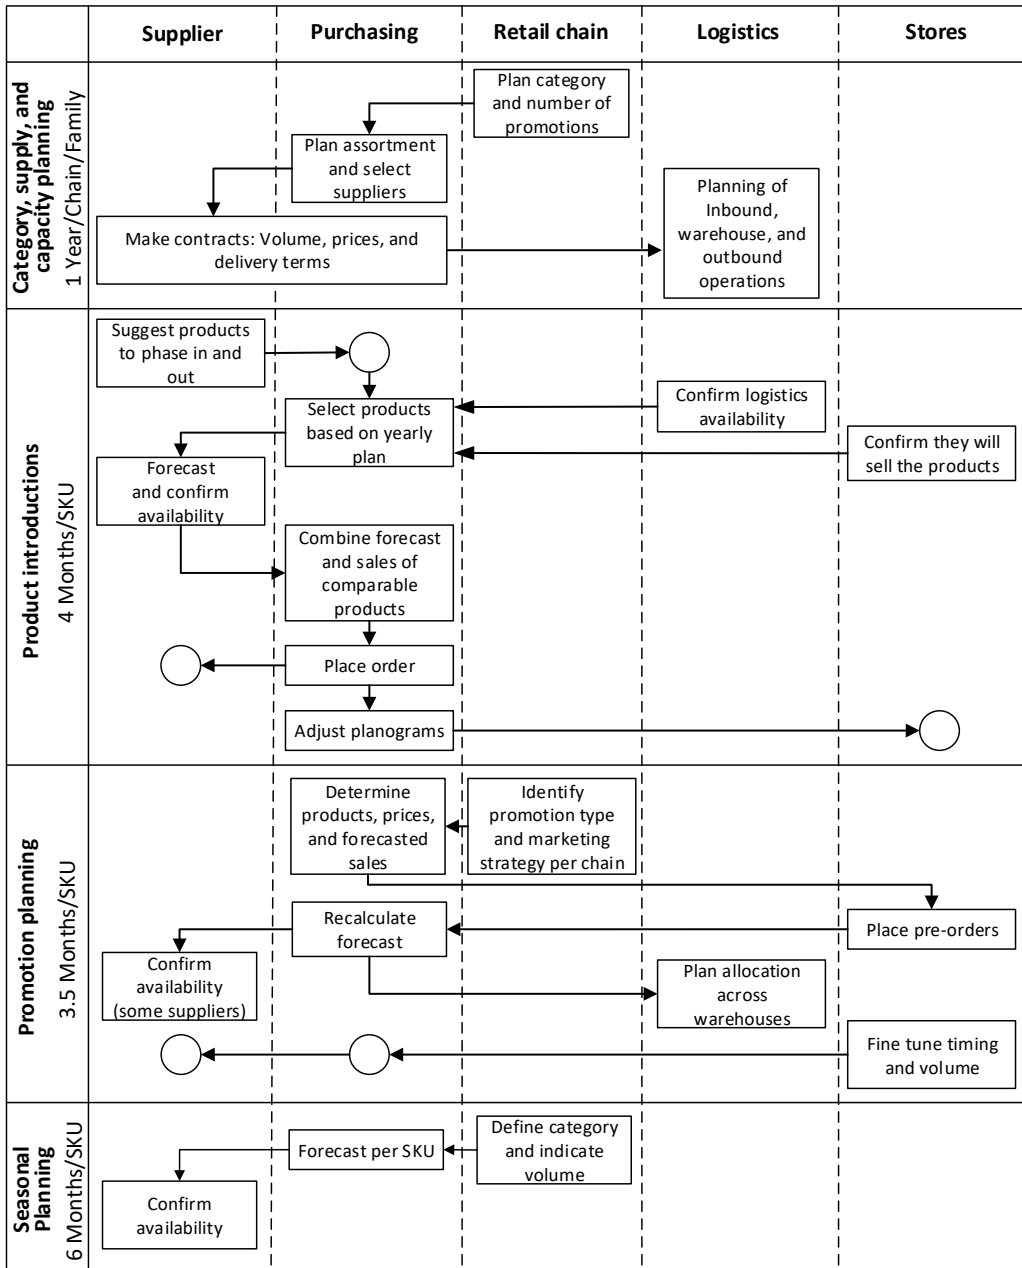 Supplier
Purchasing
Retail chain
Logistics
Stores
Category, supply, and
capacity planning
1 Year/Chain/Family
Plan category
and number of
promotions
Plan assortment
and select
suppliers
Make contracts: Volume, prices, and
delivery terms
Planning of
Inbound,
warehouse, and
outbound
operations
Product introductions
4 Months/SKU
Suggest products
to phase in and
out
Select products
based on yearly
plan
Confirm logistics
availability
Confirm they will
sell the products
Forecast
and confirm
availability
Combine forecast
and sales of
comparable
products
Place order
Adjust planograms
Promotion planning
3.5 Months/SKU
Determine
products, prices,
and forecasted
sales
Identify
promotion type
and marketing
strategy per chain
Place pre-orders
Recalculate
forecast
Confirm
availability
(some suppliers)
Plan allocation
across
warehouses
Fine tune timing
and volume
Seasonal
Planning
6 Months/SKU
Define category
and indicate
volume
Forecast per SKU
Confirm
availability